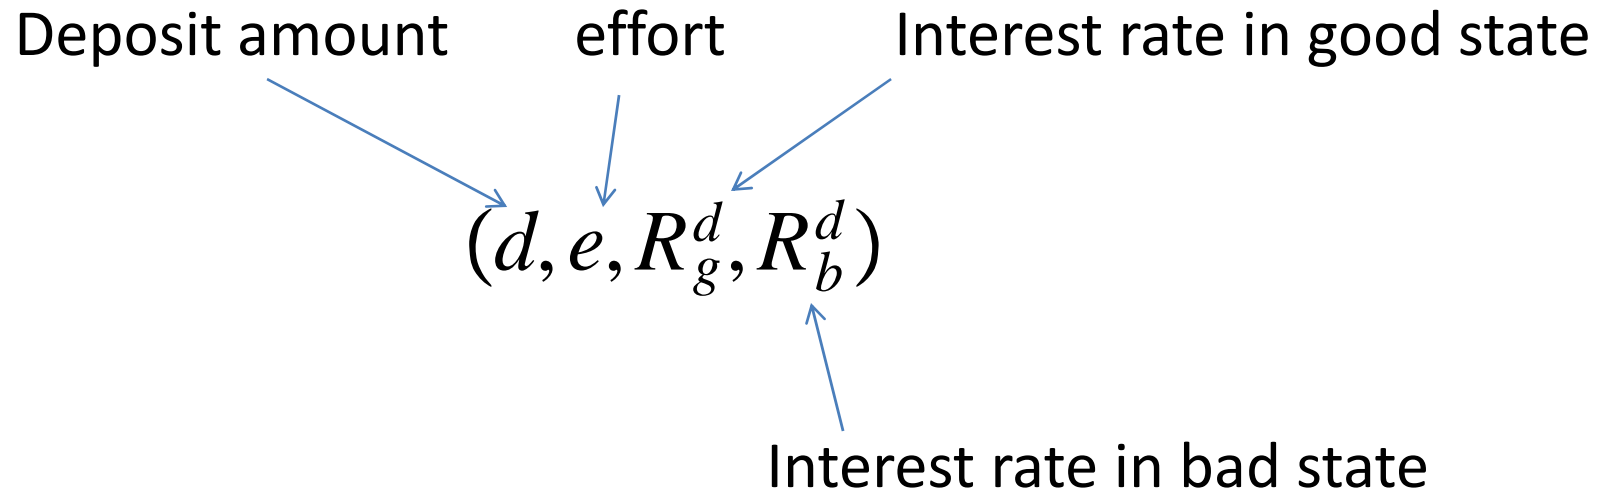 Deposit amount effort Interest rate in good state
$(d, e, R_g^d, R_b^d)$
Interest rate in bad state